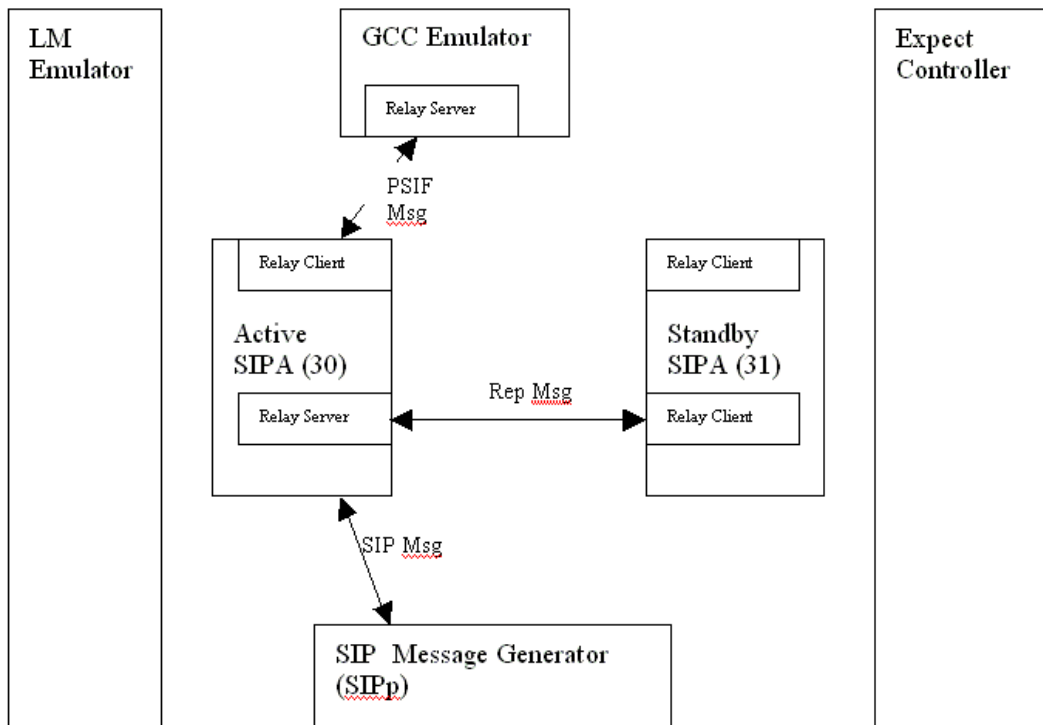 LM
Emulator
GCC Emulator
Relay Server
Expect
Controller
PSIF
Msg
Relay Client
Active
SIPA (30)
Relay Server
Rep Msg
Relay Client
Standby
SIPA (31)
Relay Client
SIP Msg
SIP Message Generator
(SIPp)